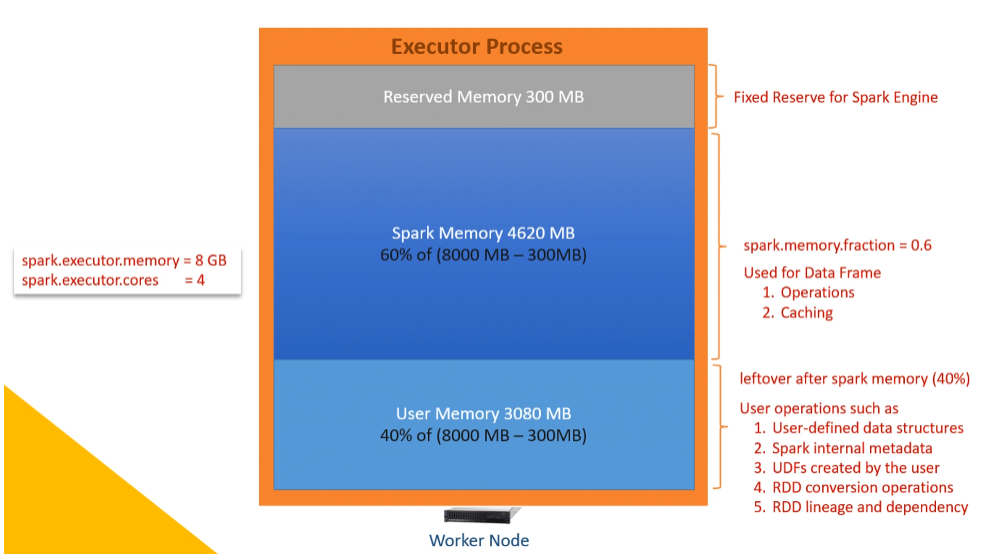 Executor Process
Reserved Memory 300 MB
Fixed Reserve for Spark Engine
Spark Memory 4620 MB
60% of (8000 MB – 300MB)
spark.executor.memory = 8 GB
spark.executor.cores = 4
spark.memory.fraction = 0.6
Used for Data Frame
1. Operations
2. Caching
User Memory 3080 MB
40% of (8000 MB – 300MB)
leftover after spark memory (40%)
User operations such as
1. User-defined data structures
2. Spark internal metadata
3. UDFs created by the user
4. RDD conversion operations
5. RDD lineage and dependency
Worker Node